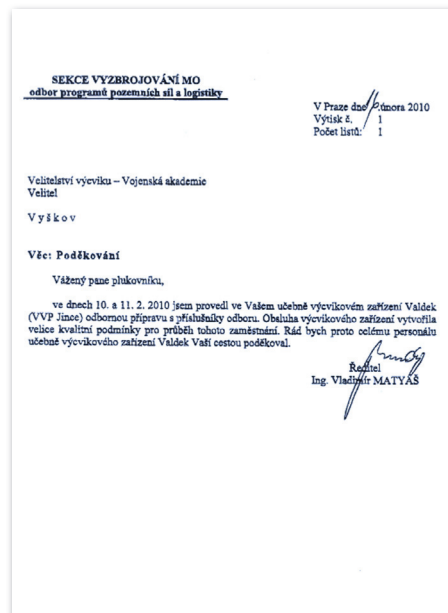 SEKCE VYZBROJOVÁNÍ MO
odbor programů pozemních sil a logistiky
V Praze dne února 2010
Výtisk č. 1
Počet listů: 1
Velitelství výcviku – Vojenská akademie
Velitel
V y š k o v
Věc: Poděkování
Vážený pane plukovníku,
ve dnech 10. a 11. 2. 2010 jsem provedl ve Vašem učebně výcvikovém zařízení Valdek
(VVP Jince) odbornou přípravu s příslušníky odboru. Obsluha výcvikového zařízení vytvořila
velice kvalitní podmínky pro průběh tohoto zaměstnání. Rád bych proto celému personálu
učebně výcvikového zařízení Valdek Vaší cestou poděkoval.
Ředitel
Ing. Vladimír MATYÁŠ